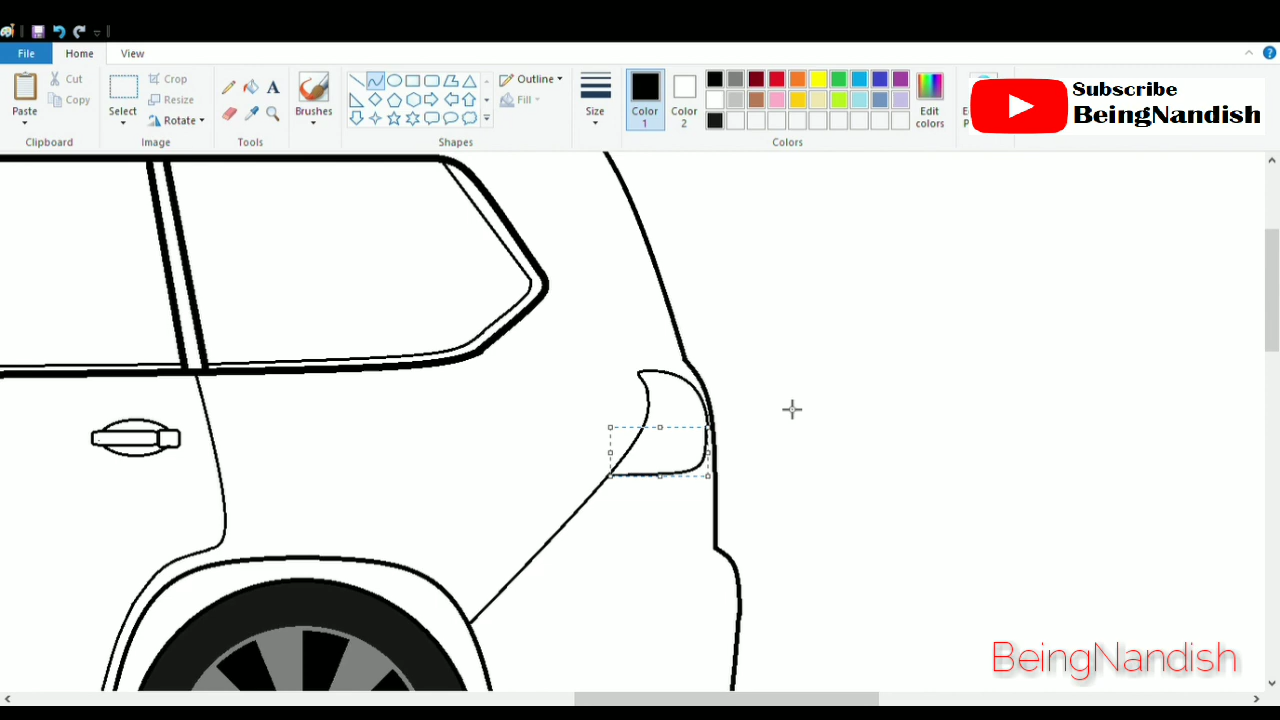 File Home View
Paste
Cut
Copy
Clipboard
Select
Crop
Resize
Rotate
Image
A
Tools
Brushes
Shapes
Outline
Fill
Size
Color
1
Color
2
Edit
colors
Colors
Subscribe
BeingNandish
BeingNandish